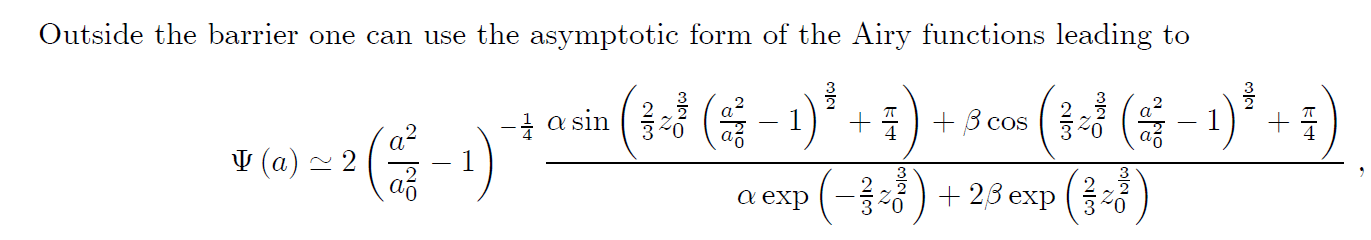 Outside the barrier one can use the asymptotic form of the Airy functions leading to
Ψ (a) ≃ 2 (a²/a₀² − 1)^{−1/4} (α sin (2/3 z₀^{3/2} (a²/a₀² − 1)^{3/2} + π/4) + β cos (2/3 z₀^{3/2} (a²/a₀² − 1)^{3/2} + π/4)) / (α exp (−2/3 z₀^{3/2}) + 2β exp (2/3 z₀^{3/2})) ,